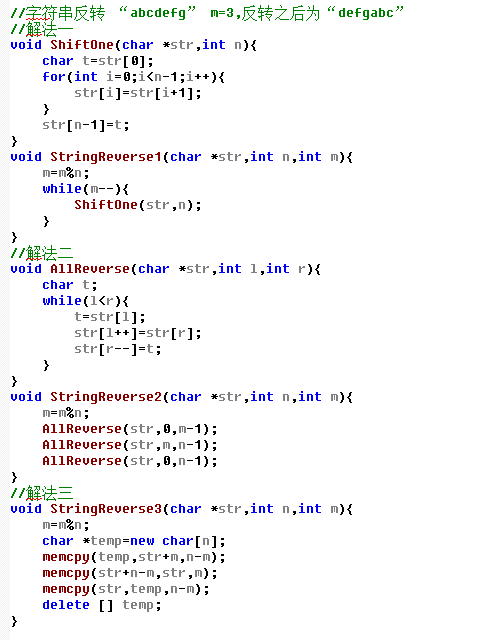 //字符串反转 “abcdefg” m=3,反转之后为“defgabc”
//解法一
void ShiftOne(char *str,int n){
    char t=str[0];
    for(int i=0;i<n-1;i++){
        str[i]=str[i+1];
    }
    str[n-1]=t;
}
void StringReverse1(char *str,int n,int m){
    m=m%n;
    while(m--){
        ShiftOne(str,n);
    }
}
//解法二
void AllReverse(char *str,int l,int r){
    char t;
    while(l<r){
        t=str[l];
        str[l++]=str[r];
        str[r--]=t;
    }
}
void StringReverse2(char *str,int n,int m){
    m=m%n;
    AllReverse(str,0,m-1);
    AllReverse(str,m,n-1);
    AllReverse(str,0,n-1);
}
//解法三
void StringReverse3(char *str,int n,int m){
    m=m%n;
    char *temp=new char[n];
    memcpy(temp,str+m,n-m);
    memcpy(str+n-m,str,m);
    memcpy(str,temp,n-m);
    delete [] temp;
}